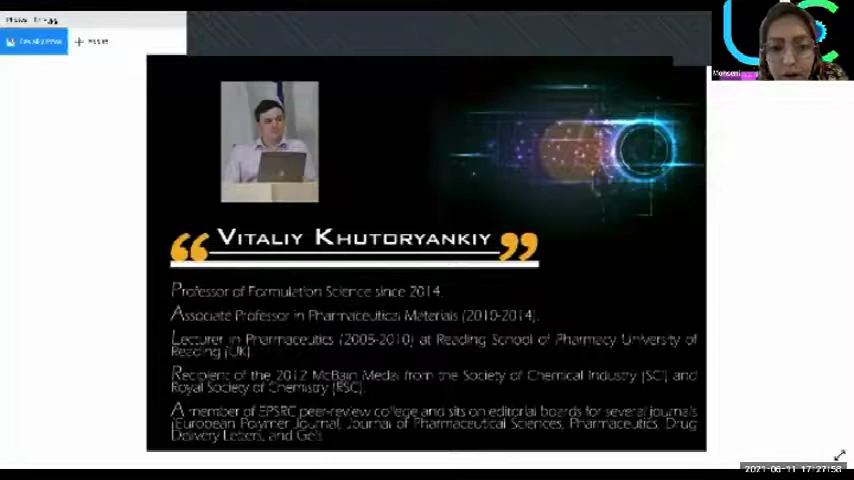 Monseni
“ VITALIY KHUTORYANKIY ”
Professor of Formulation Science since 2014.
Associate Professor in Pharmaceutical Materials (2010-2014).
Lecturer in Pharmaceutics (2005-2010) at Reading School of Pharmacy University of
Reading (UK)
Recipient of the 2012 McBain Medal from the Society of Chemical Industry (SCI) and
Royal Society of Chemistry (RSC).
A member of EPSRC peer-review college and sits on editorial boards for several journals
(European Polymer Journal, Journal of Pharmaceutical Sciences, Pharmaceutics, Drug
Delivery Letters, and Gels
2021-06-11 17:27:58